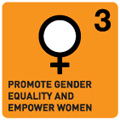 3
PROMOTE GENDER
EQUALITY AND
EMPOWER WOMEN